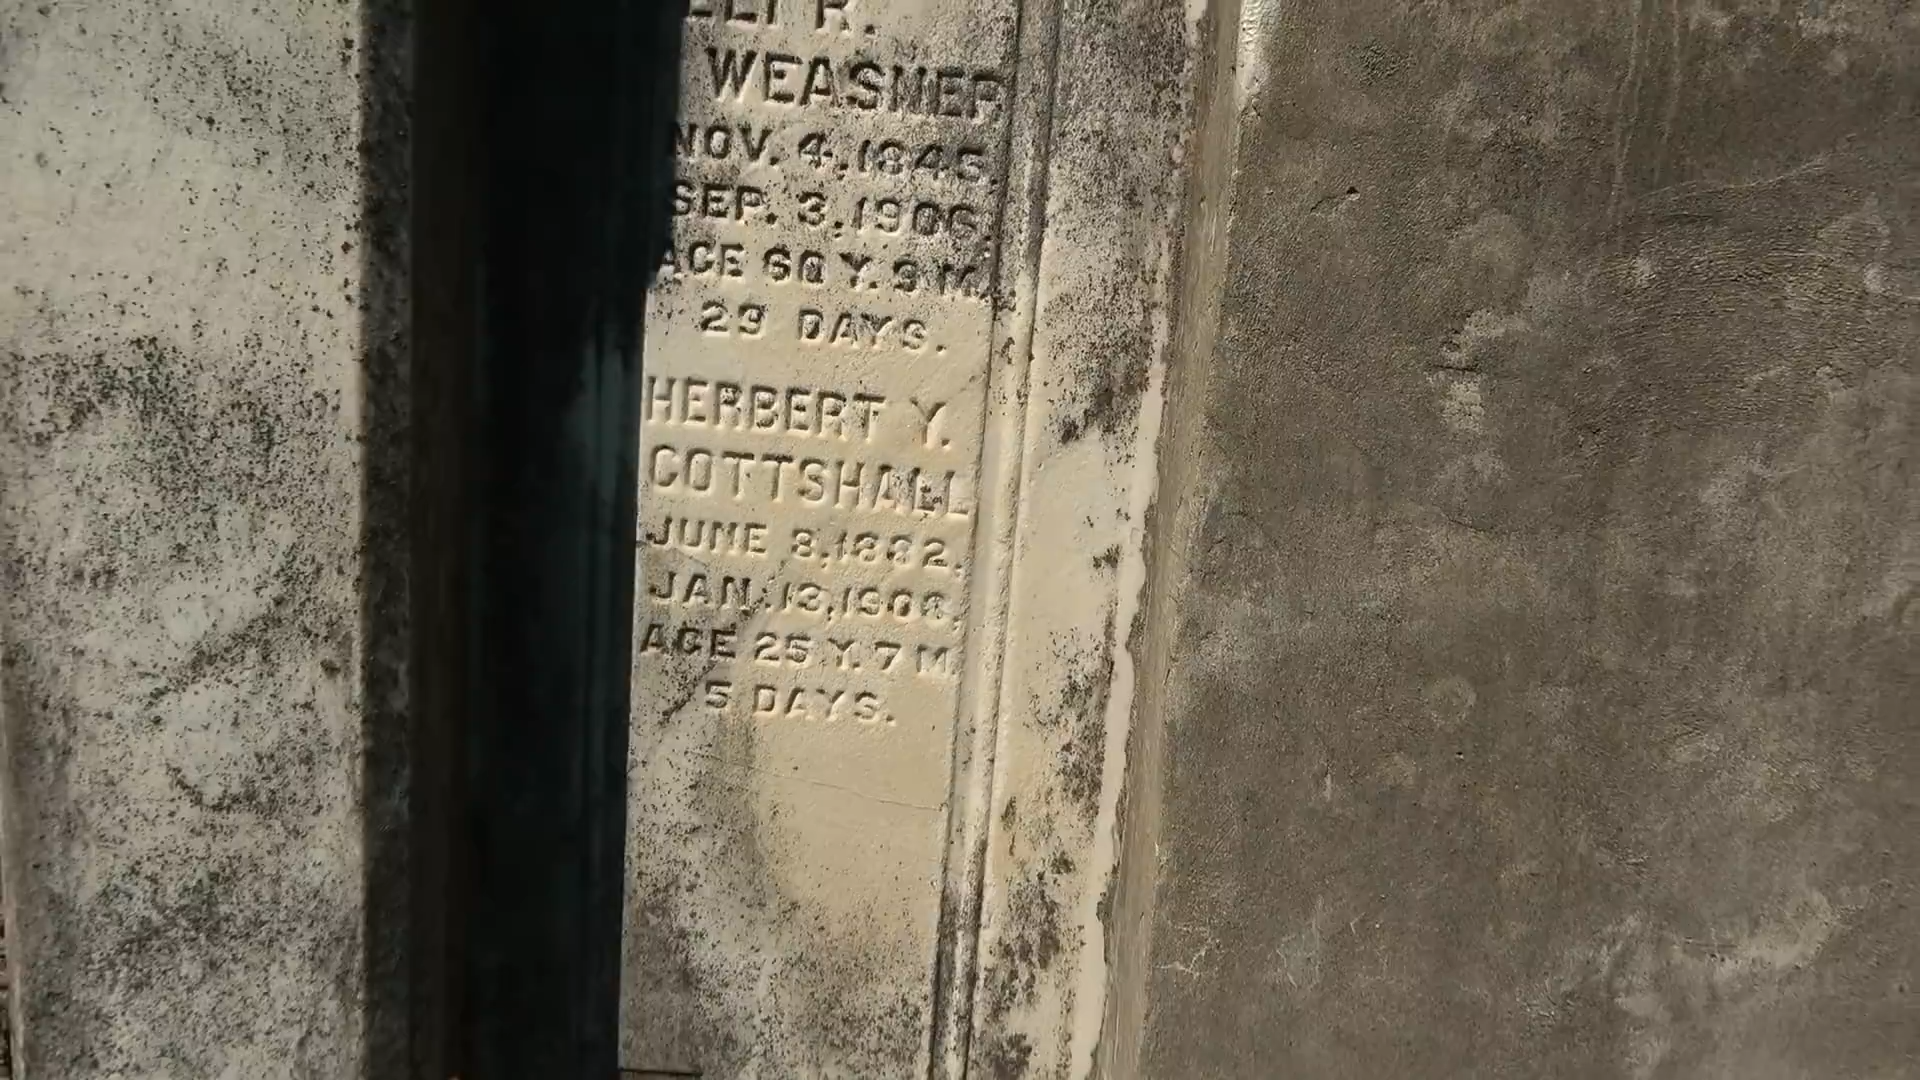 R.
WEASNER
NOV. 4, 1845,
SEP. 3, 1906,
AGE 60 Y. 9 M.
29 DAYS.
HERBERT Y.
GOTTSHALL
JUNE 8, 1882,
JAN. 13, 1908,
AGE 25 Y. 7 M.
5 DAYS.